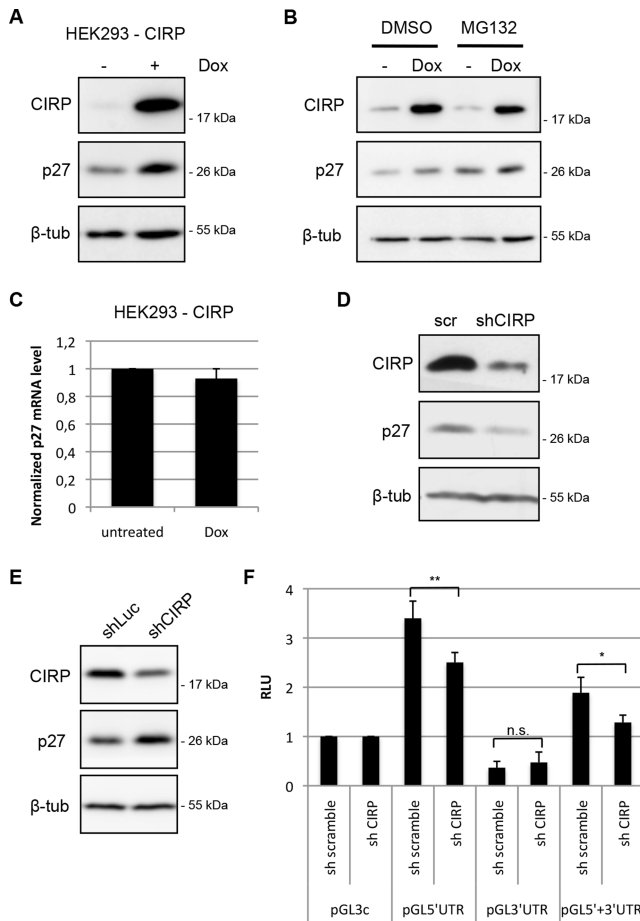 A
HEK293 - CIRP
- + Dox
CIRP
- 17 kDa
p27
- 26 kDa
β-tub
- 55 kDa
B
DMSO MG132
- Dox - Dox
CIRP
- 17 kDa
p27
- 26 kDa
β-tub
- 55 kDa
C
HEK293 - CIRP
Normalized p27 mRNA level
1,2
1
0,8
0,6
0,4
0,2
0
untreated Dox
D
scr shCIRP
CIRP
- 17 kDa
p27
- 26 kDa
β-tub
- 55 kDa
E
shLuc shCIRP
CIRP
- 17 kDa
p27
- 26 kDa
β-tub
- 55 kDa
F
RLU
4
3
2
1
0
**
n.s.
*
sh scramble sh CIRP sh scramble sh CIRP sh scramble sh CIRP sh scramble sh CIRP
pGL3c pGL5'UTR pGL3'UTR pGL5'+3'UTR